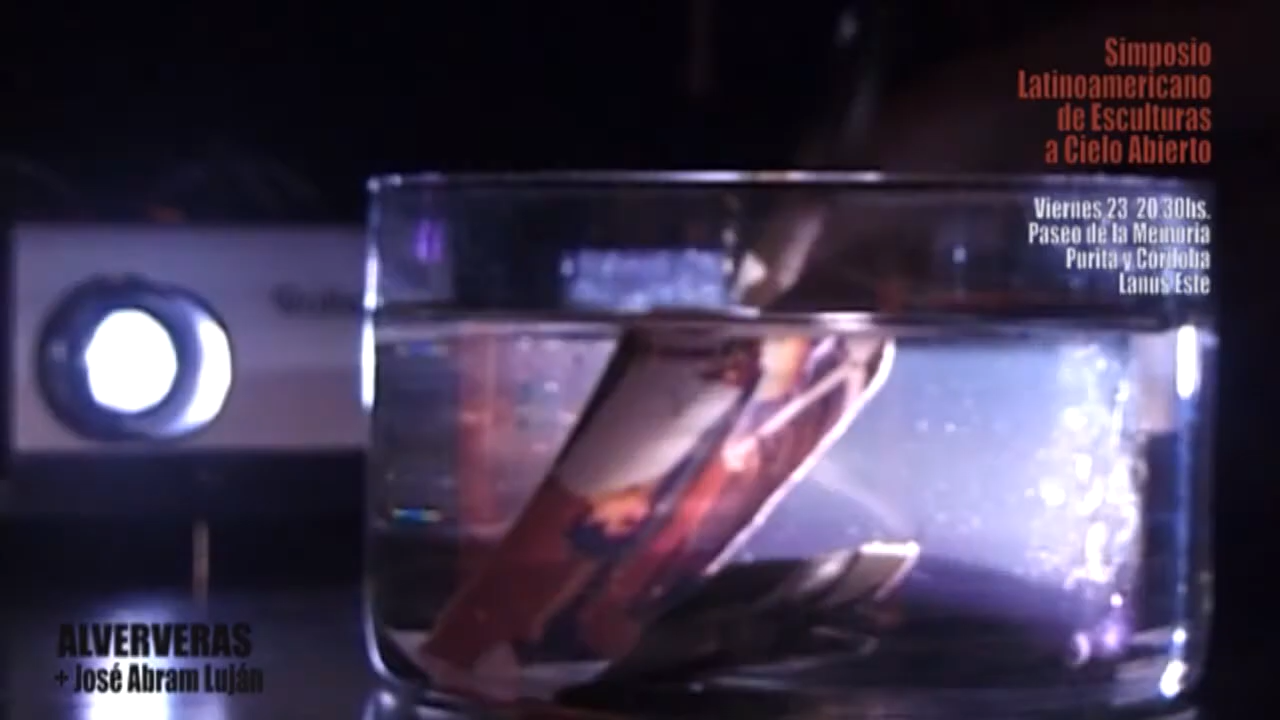 Simposio
Latinoamericano
de Esculturas
a Cielo Abierto
Viernes 23 20.30hs.
Paseo de la Memoria
Purita y Córdoba
Lanus Este
ALVERVERAS
+ José Abram Luján